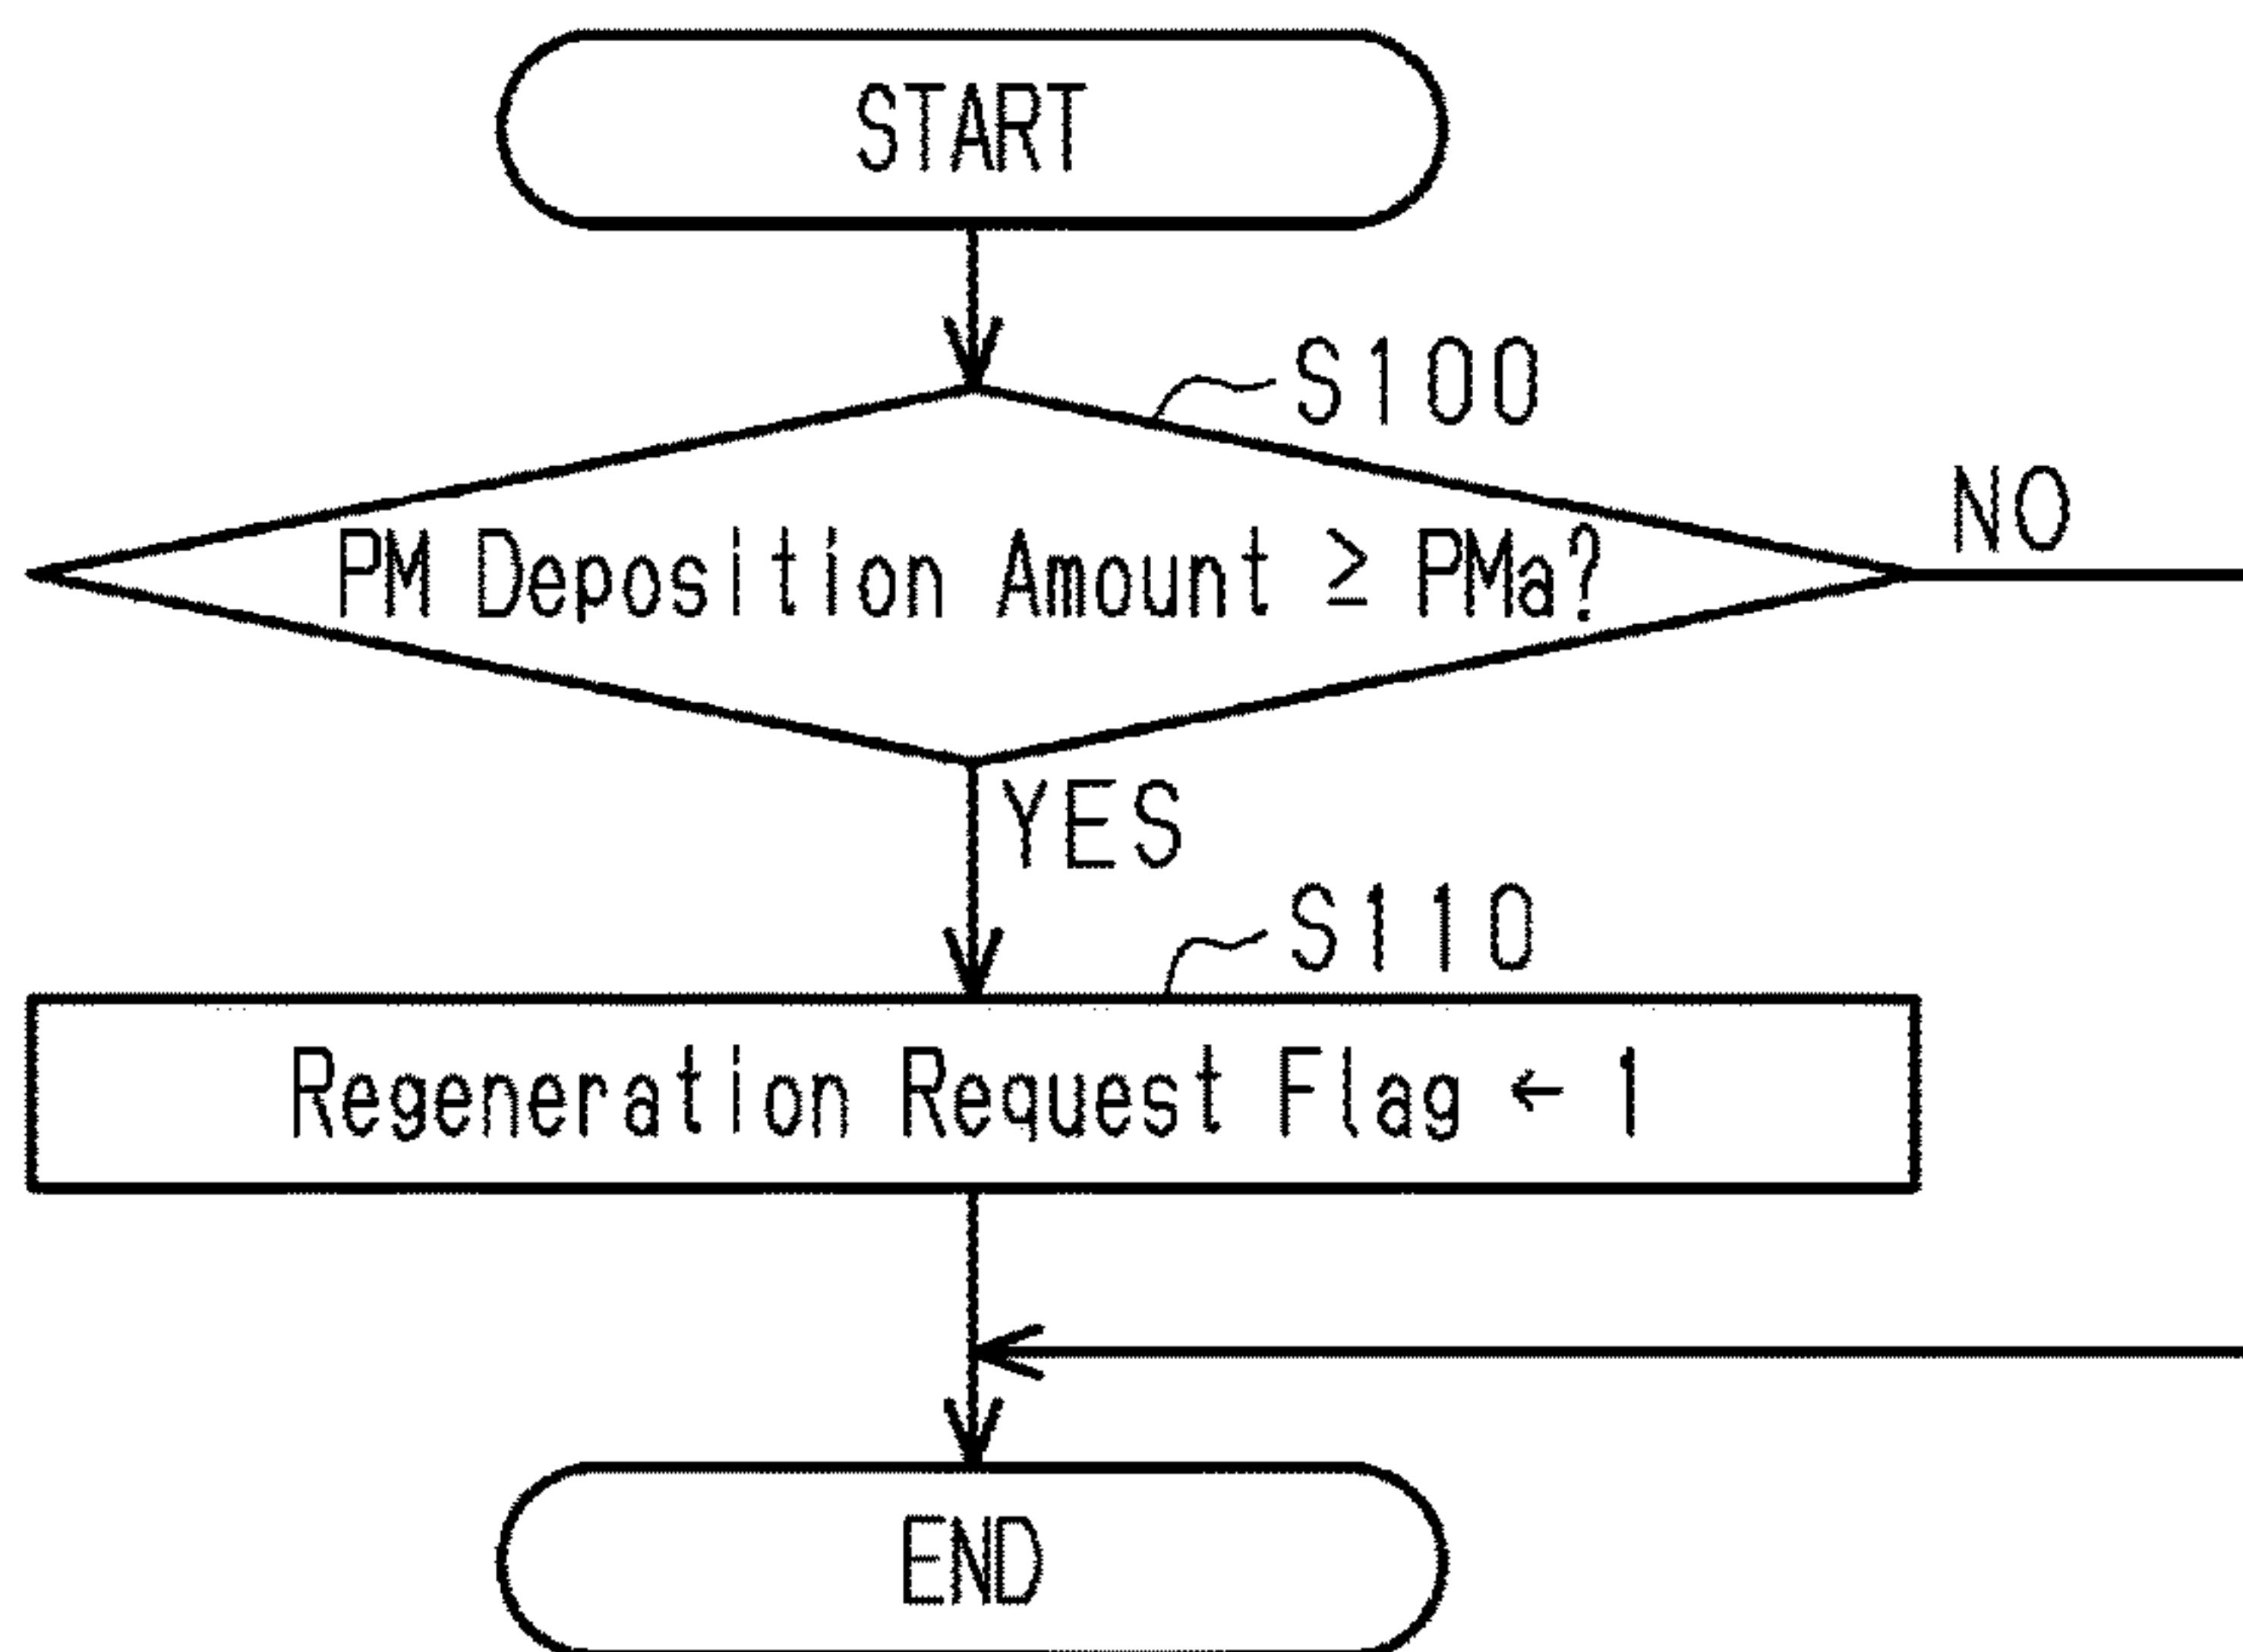 START
S100
NO
PM Deposition Amount ≥ PMa?
YES
S110
Regeneration Request Flag ← 1
END